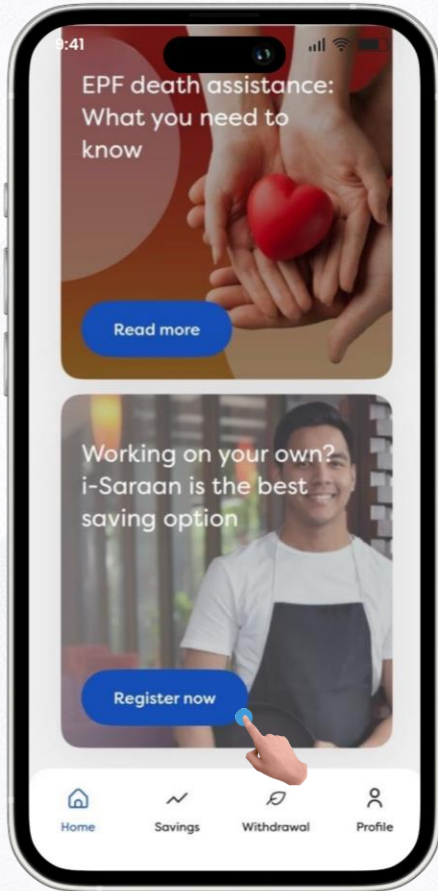 9:41
EPF death assistance:
What you need to
know
Read more
Working on your own?
i-Saraan is the best
saving option
Register now
Home
Savings
Withdrawal
Profile